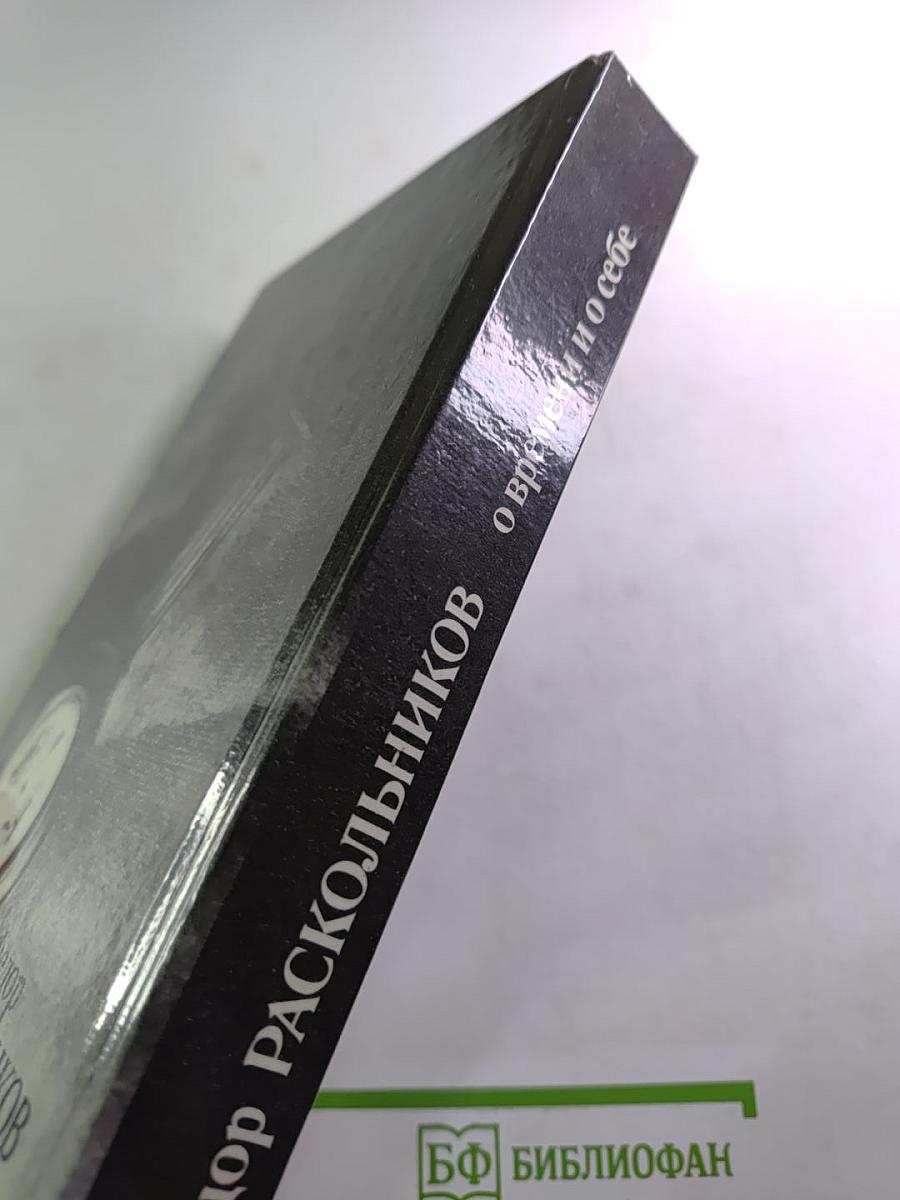 дор РАСКОЛЬНИКОВ о времени и о себе
БФ БИБЛИОФАН